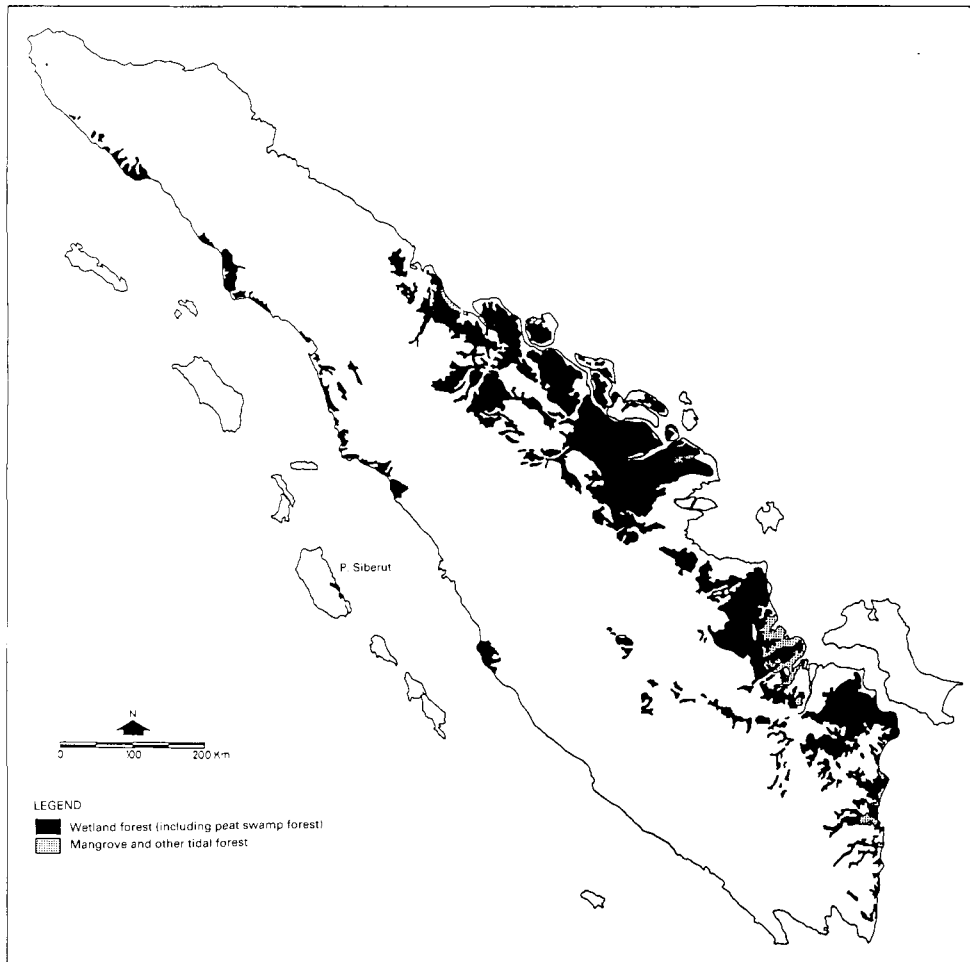 P. Siberut
N
0 100 200 Km
LEGEND
Wetland forest (including peat swamp forest)
Mangrove and other tidal forest